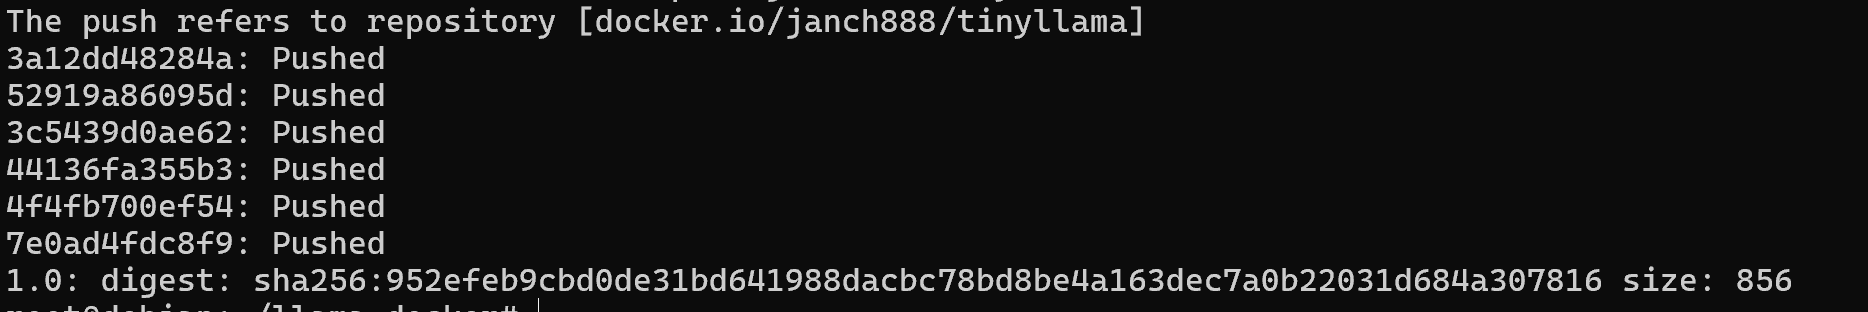 The push refers to repository [docker.io/janch888/tinyllama]
3a12dd48284a: Pushed
52919a86095d: Pushed
3c5439d0ae62: Pushed
44136fa355b3: Pushed
4f4fb700ef54: Pushed
7e0ad4fdc8f9: Pushed
1.0: digest: sha256:952efeb9cbd0de31bd641988dacbc78bd8be4a163dec7a0b22031d684a307816 size: 856